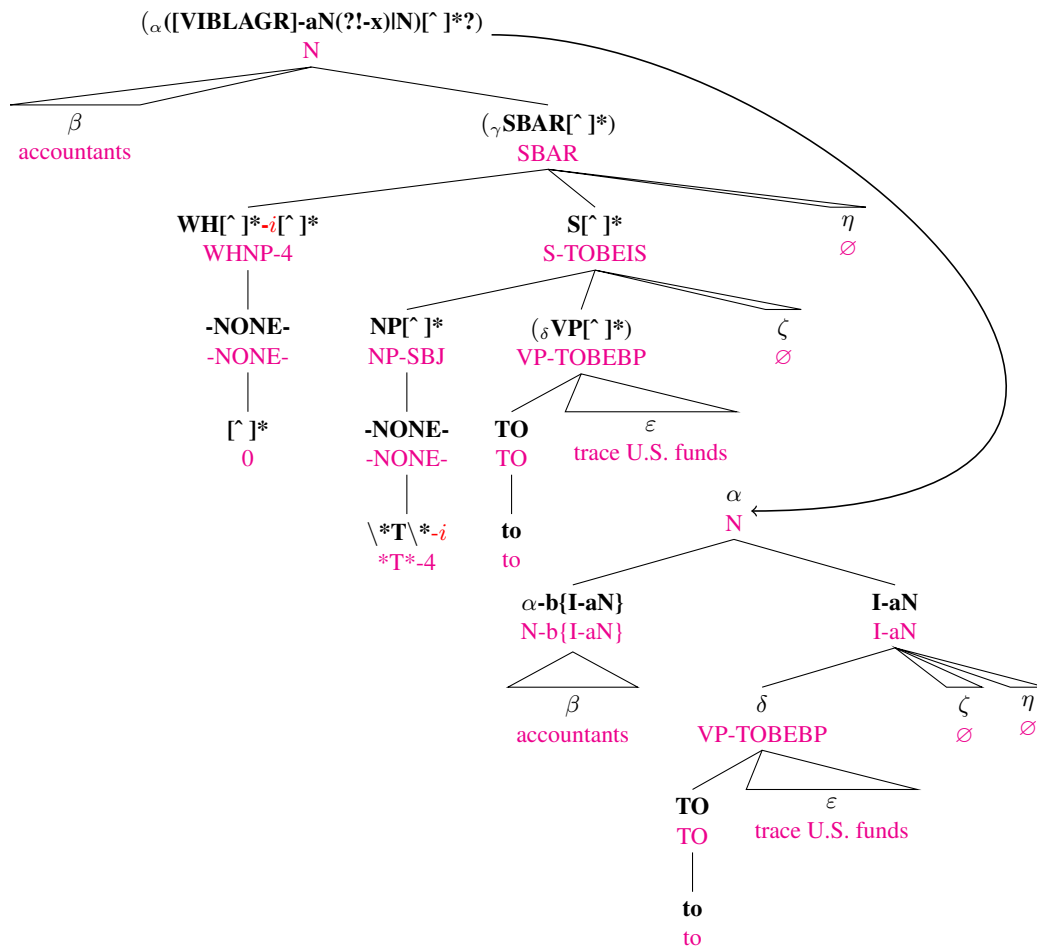 (α([VIBLAGR]-aN(?!-x)|N)[ˆ ]*?)
N
β
accountants
(γSBAR[ˆ ]*)
SBAR
WH[ˆ ]*-i[ˆ ]*
WHNP-4
S[ˆ ]*
S-TOBEIS
η
∅
-NONE-
-NONE-
NP[ˆ ]*
NP-SBJ
(δVP[ˆ ]*)
VP-TOBEBP
ζ
∅
[ˆ ]*
0
-NONE-
-NONE-
TO
TO
ε
trace U.S. funds
\*T\*-i
*T*-4
to
to
α
N
α-b{I-aN}
N-b{I-aN}
I-aN
I-aN
β
accountants
δ
VP-TOBEBP
ζ
∅
η
∅
TO
TO
ε
trace U.S. funds
to
to